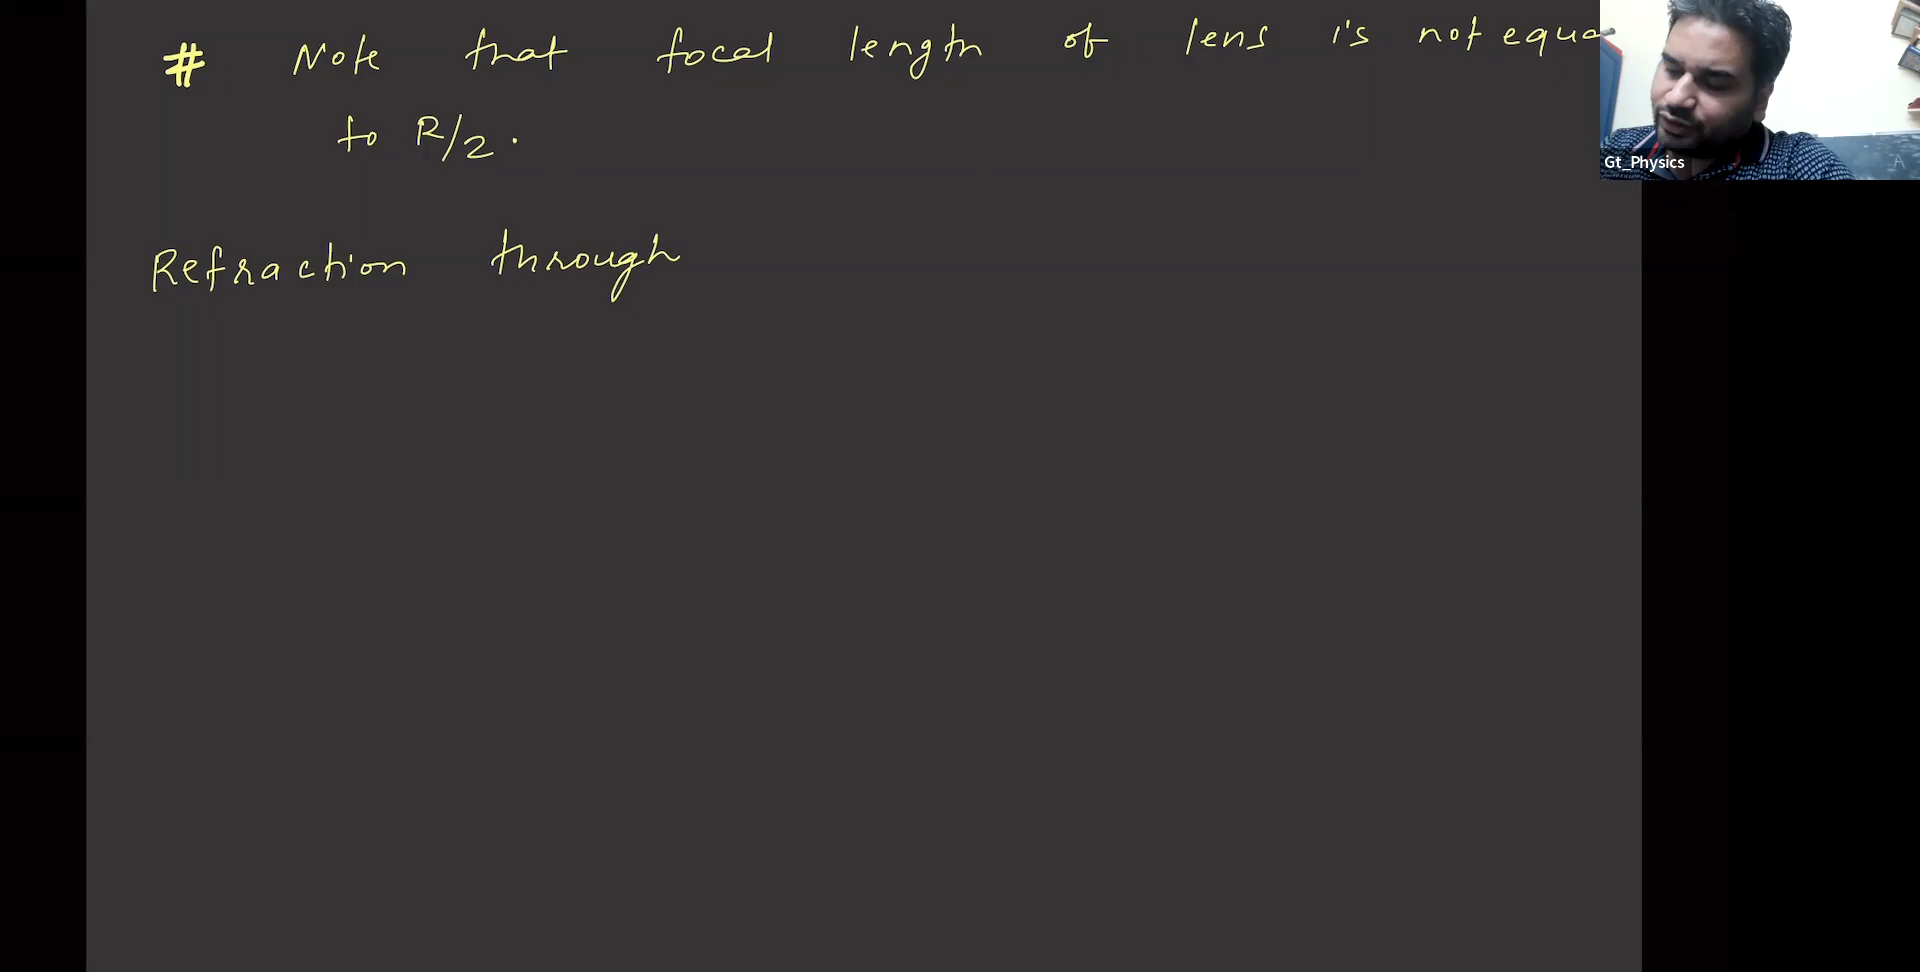 # Note that focal length of lens is not equa
to R/2.
Gt_Physics
Refraction through